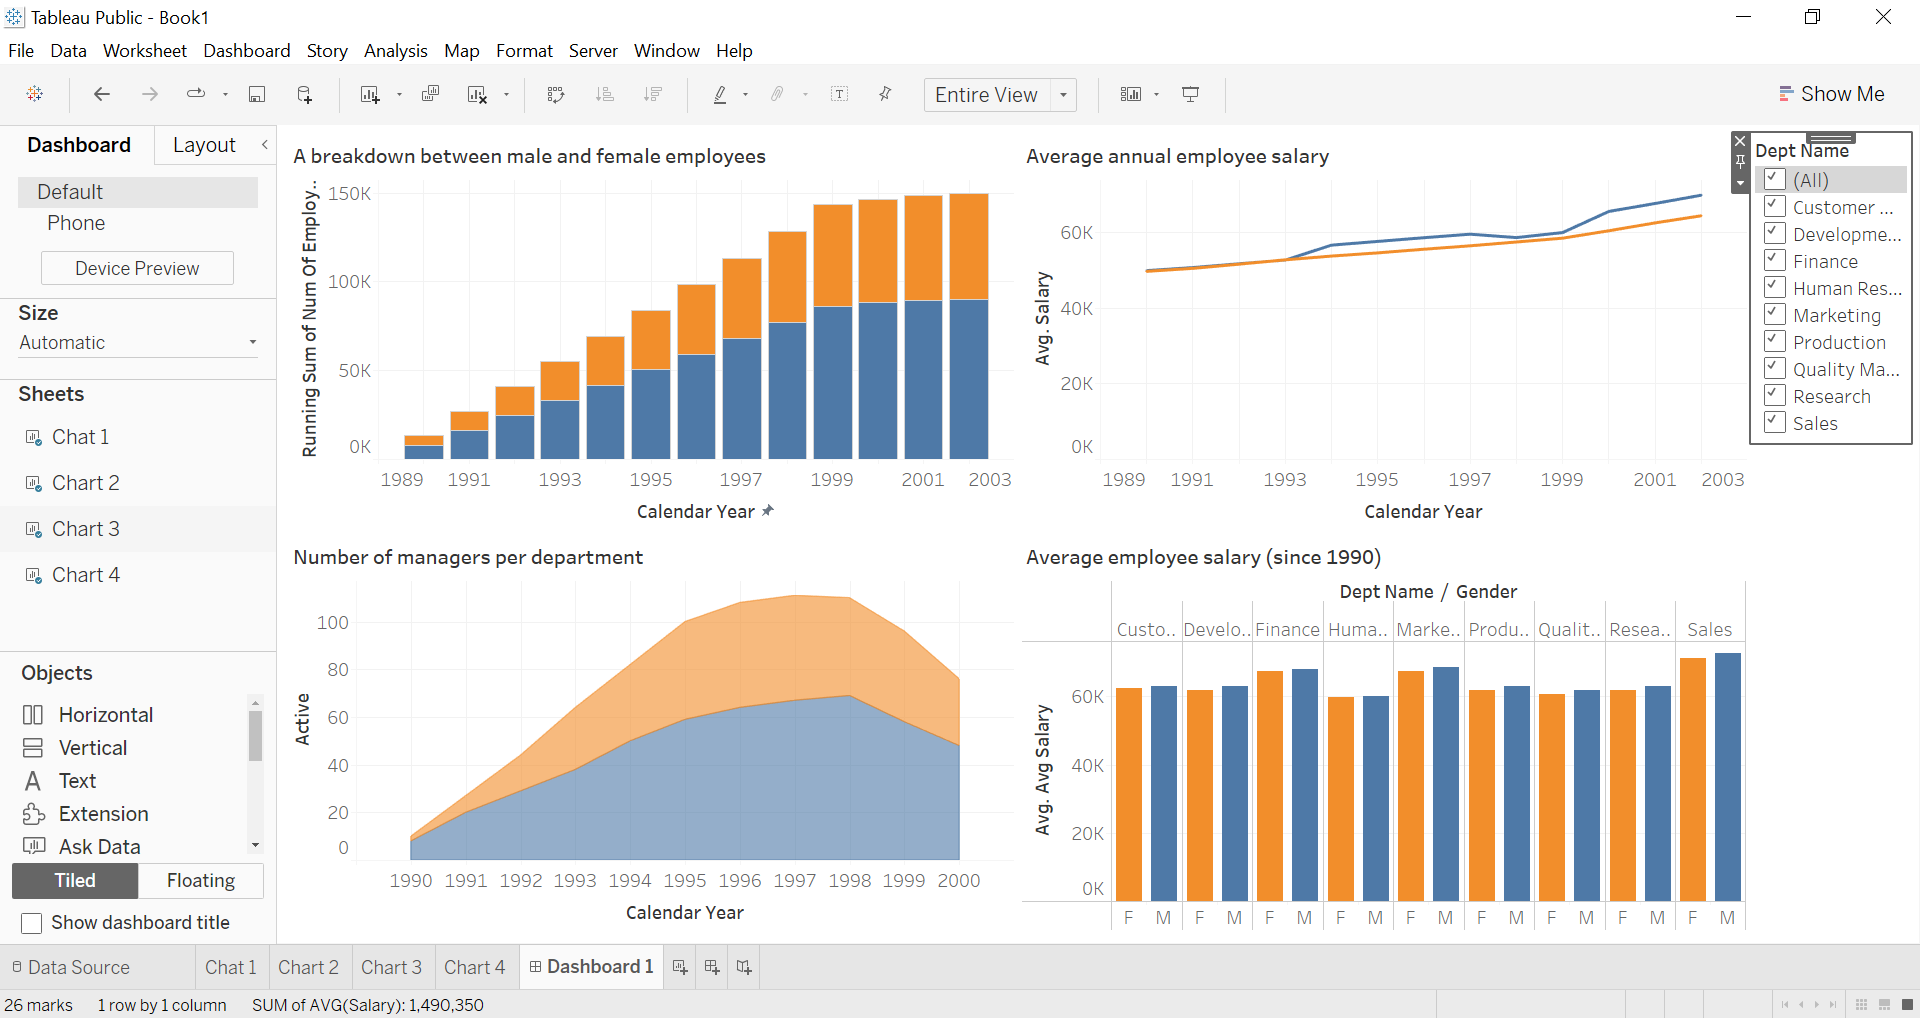 Tableau Public - Book1
File Data Worksheet Dashboard Story Analysis Map Format Server Window Help
Entire View
Show Me
Dashboard Layout
Default
Phone
Device Preview
Size
Automatic
Sheets
Chat 1
Chart 2
Chart 3
Chart 4
Objects
Horizontal
Vertical
Text
Extension
Ask Data
Tiled Floating
Show dashboard title
A breakdown between male and female employees
Running Sum of Num Of Employ..
150K
100K
50K
0K
1989 1991 1993 1995 1997 1999 2001 2003
Calendar Year
Average annual employee salary
Avg. Salary
60K
40K
20K
0K
1989 1991 1993 1995 1997 1999 2001 2003
Calendar Year
Dept Name
(All)
Customer ...
Developme...
Finance
Human Res...
Marketing
Production
Quality Ma...
Research
Sales
Number of managers per department
Active
100
80
60
40
20
0
1990 1991 1992 1993 1994 1995 1996 1997 1998 1999 2000
Calendar Year
Average employee salary (since 1990)
Dept Name / Gender
Custo.. Develo.. Finance Huma.. Marke.. Produ.. Qualit.. Resea.. Sales
Avg. Avg Salary
60K
40K
20K
0K
F M F M F M F M F M F M F M F M F M
Data Source Chat 1 Chart 2 Chart 3 Chart 4 Dashboard 1
26 marks 1 row by 1 column SUM of AVG(Salary): 1,490,350